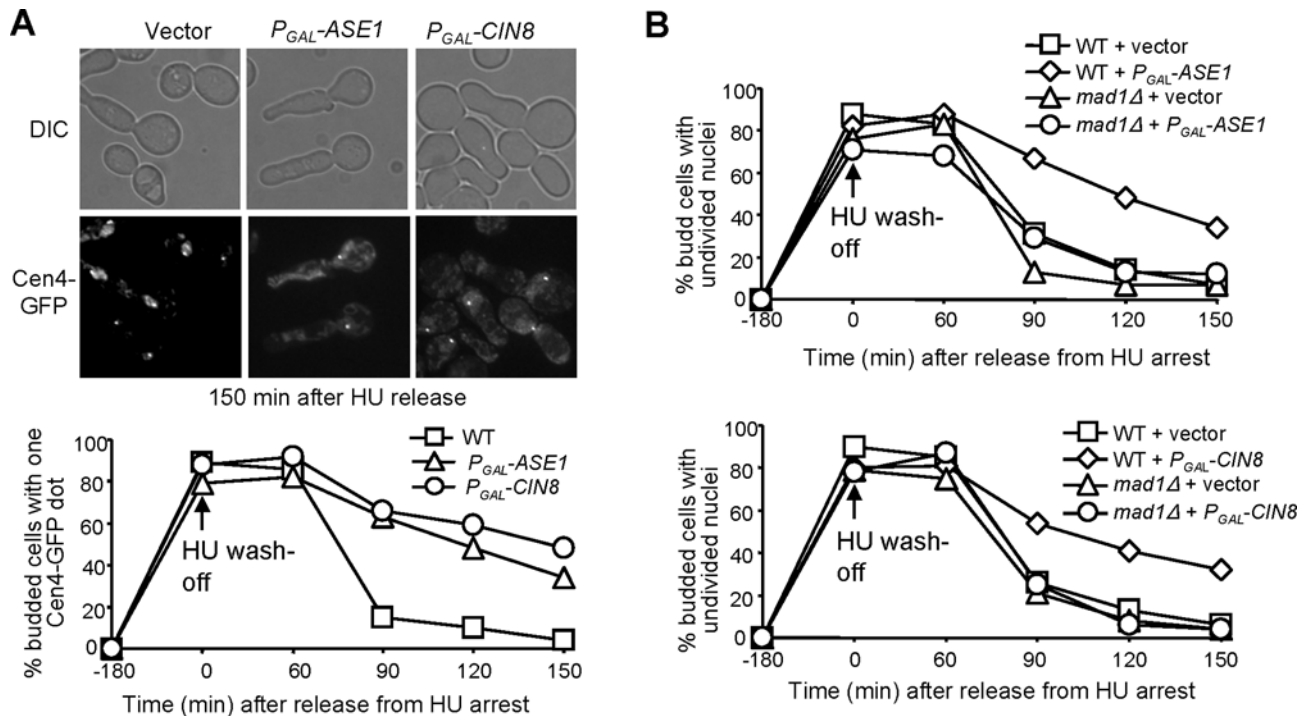 A
Vector
PGAL-ASE1
PGAL-CIN8
DIC
Cen4-
GFP
150 min after HU release
% budded cells with one
Cen4-GFP dot
100
80
60
40
20
0
WT
PGAL-ASE1
PGAL-CIN8
HU wash-
off
-180 0 60 90 120 150
Time (min) after release from HU arrest
B
% budd cells with
undivided nuclei
100
80
60
40
20
0
WT + vector
WT + PGAL-ASE1
mad1Δ + vector
mad1Δ + PGAL-ASE1
HU wash-
off
-180 0 60 90 120 150
Time (min) after release from HU arrest
% budded cells with
undivided nuclei
100
80
60
40
20
0
WT + vector
WT + PGAL-CIN8
mad1Δ + vector
mad1Δ + PGAL-CIN8
HU wash-
off
-180 0 60 90 120 150
Time (min) after release from HU arrest